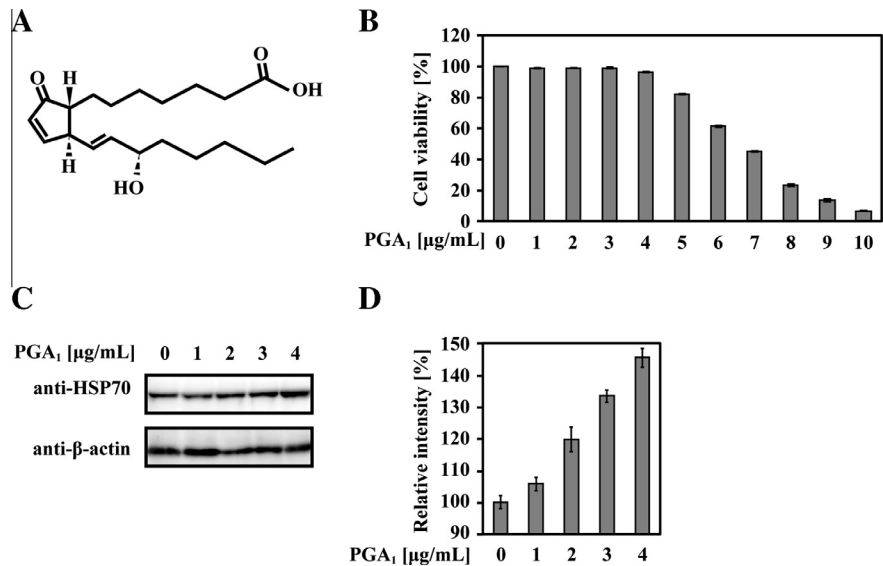 A
O
H
O
OH
H
HO
B
Cell viability [%]
120
100
80
60
40
20
0
PGA₁ [µg/mL] 0 1 2 3 4 5 6 7 8 9 10
C
PGA₁ [µg/mL] 0 1 2 3 4
anti-HSP70
anti-β-actin
D
Relative intensity [%]
150
140
130
120
110
100
90
PGA₁ [µg/mL] 0 1 2 3 4